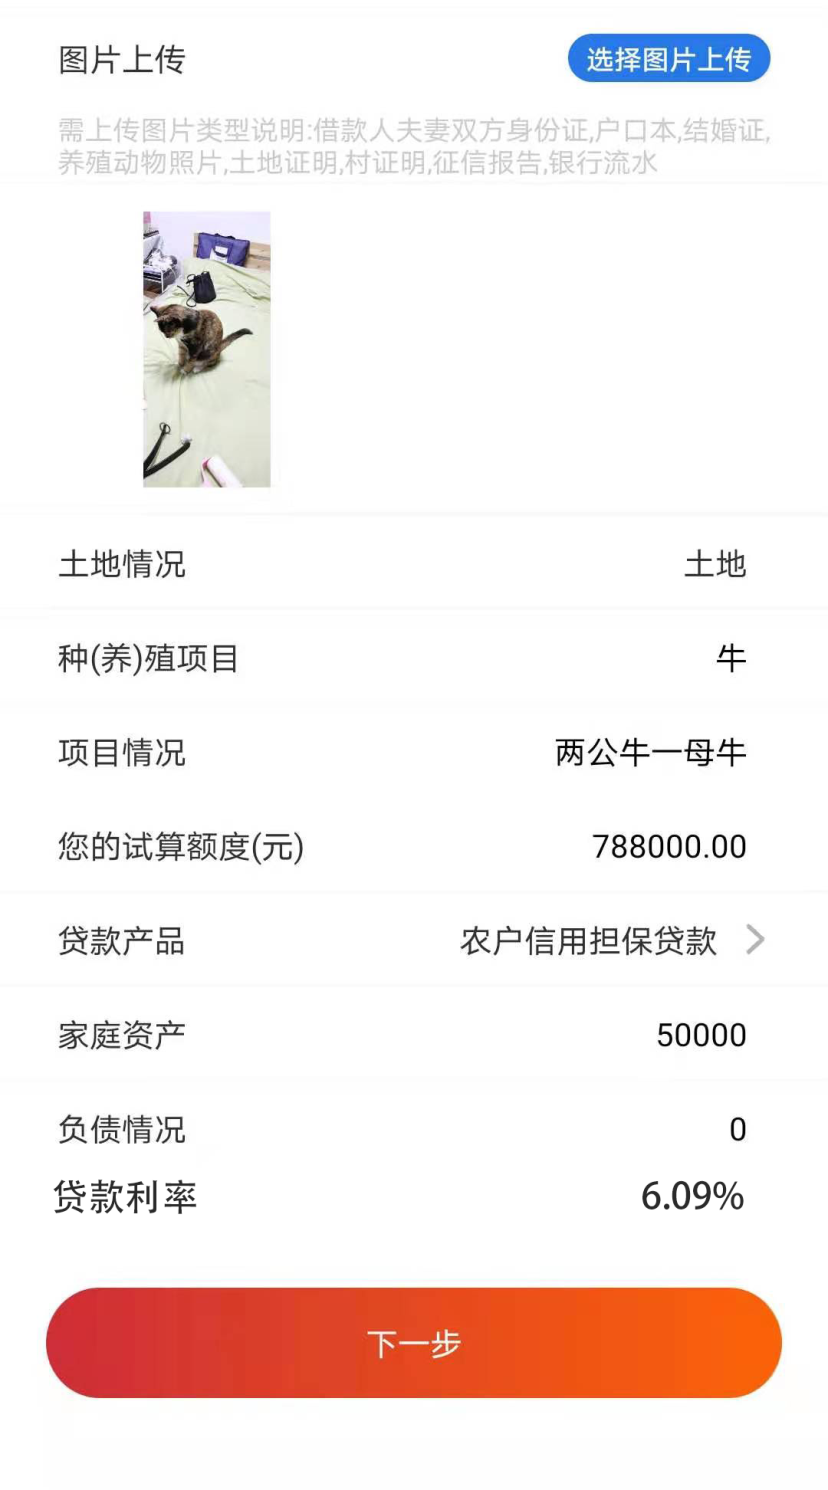 图片上传
选择图片上传
需上传图片类型说明:借款人夫妻双方身份证,户口本,结婚证,
养殖动物照片,土地证明,村证明,征信报告,银行流水
土地情况 土地
种(养)殖项目 牛
项目情况 两公牛一母牛
您的试算额度(元) 788000.00
贷款产品 农户信用担保贷款
家庭资产 50000
负债情况 0
贷款利率 6.09%
下一步